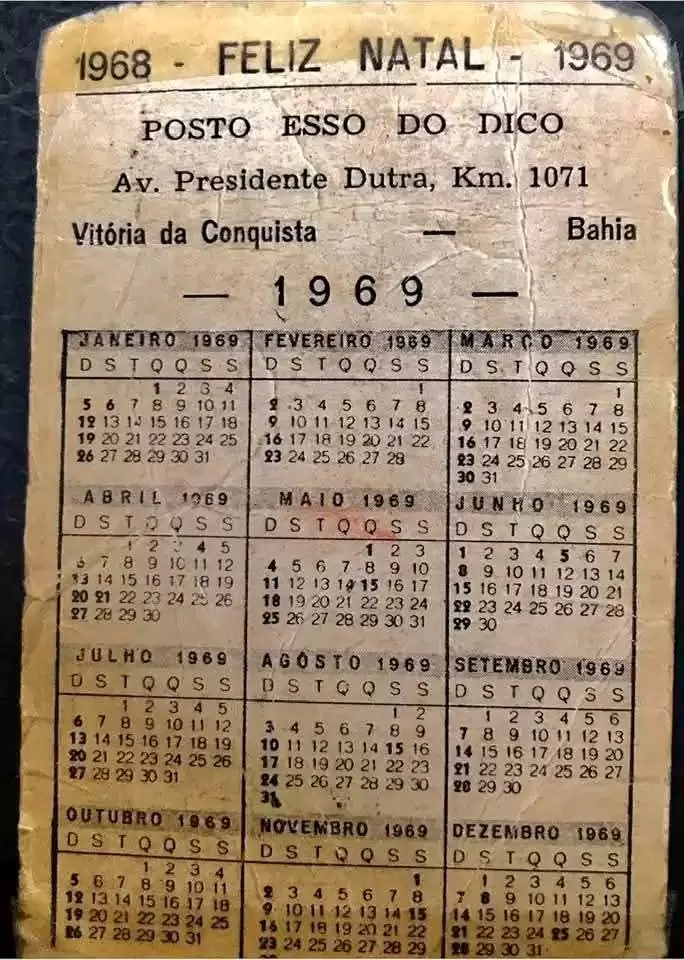 1968 - FELIZ NATAL - 1969
POSTO ESSO DO DICO
Av. Presidente Dutra, Km. 1071
Vitória da Conquista — Bahia
— 1969 —
JANEIRO 1969
D S T Q Q S S
1 2 3 4
5 6 7 8 9 10 11
12 13 14 15 16 17 18
19 20 21 22 23 24 25
26 27 28 29 30 31
FEVEREIRO 1969
D S T Q Q S S
1
2 3 4 5 6 7 8
9 10 11 12 13 14 15
16 17 18 19 20 21 22
23 24 25 26 27 28
MARÇO 1969
D S T Q Q S S
1
2 3 4 5 6 7 8
9 10 11 12 13 14 15
16 17 18 19 20 21 22
23 24 25 26 27 28 29
30 31
ABRIL 1969
D S T Q Q S S
1 2 3 4 5
6 7 8 9 10 11 12
13 14 15 16 17 18 19
20 21 22 23 24 25 26
27 28 29 30
MAIO 1969
D S T Q Q S S
1 2 3
4 5 6 7 8 9 10
11 12 13 14 15 16 17
18 19 20 21 22 23 24
25 26 27 28 29 30 31
JUNHO 1969
D S T Q Q S S
1 2 3 4 5 6 7
8 9 10 11 12 13 14
15 16 17 18 19 20 21
22 23 24 25 26 27 28
29 30
JULHO 1969
D S T Q Q S S
1 2 3 4 5
6 7 8 9 10 11 12
13 14 15 16 17 18 19
20 21 22 23 24 25 26
27 28 29 30 31
AGÔSTO 1969
D S T Q Q S S
1 2
3 4 5 6 7 8 9
10 11 12 13 14 15 16
17 18 19 20 21 22 23
24 25 26 27 28 29 30
31
SETEMBRO 1969
D S T Q Q S S
1 2 3 4 5 6
7 8 9 10 11 12 13
14 15 16 17 18 19 20
21 22 23 24 25 26 27
28 29 30
OUTUBRO 1969
D S T Q Q S S
1 2 3 4
5 6 7 8 9 10 11
12 13 14 15 16 17 18
19 20 21 22 23 24 25
26 27 28 29 30 31
NOVEMBRO 1969
D S T Q Q S S
1
2 3 4 5 6 7 8
9 10 11 12 13 14 15
16 17 18 19 20 21 22
23 24 25 26 27 28 29
DEZEMBRO 1969
D S T Q Q S S
1 2 3 4 5 6
7 8 9 10 11 12 13
14 15 16 17 18 19 20
21 22 23 24 25 26 27
28 29 30 31